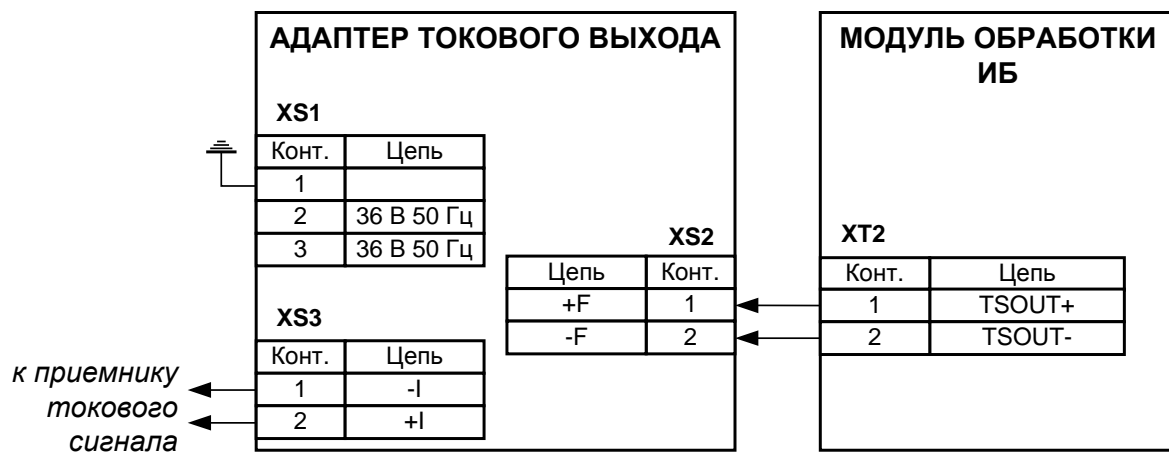 АДАПТЕР ТОКОВОГО ВЫХОДА
XS1
Конт. Цепь
1
2 36 В 50 Гц
3 36 В 50 Гц
XS2
Цепь Конт.
+F 1
-F 2
XS3
Конт. Цепь
1 -I
2 +I
к приемнику
токового
сигнала
МОДУЛЬ ОБРАБОТКИ
ИБ
XT2
Конт. Цепь
1 TSOUT+
2 TSOUT-